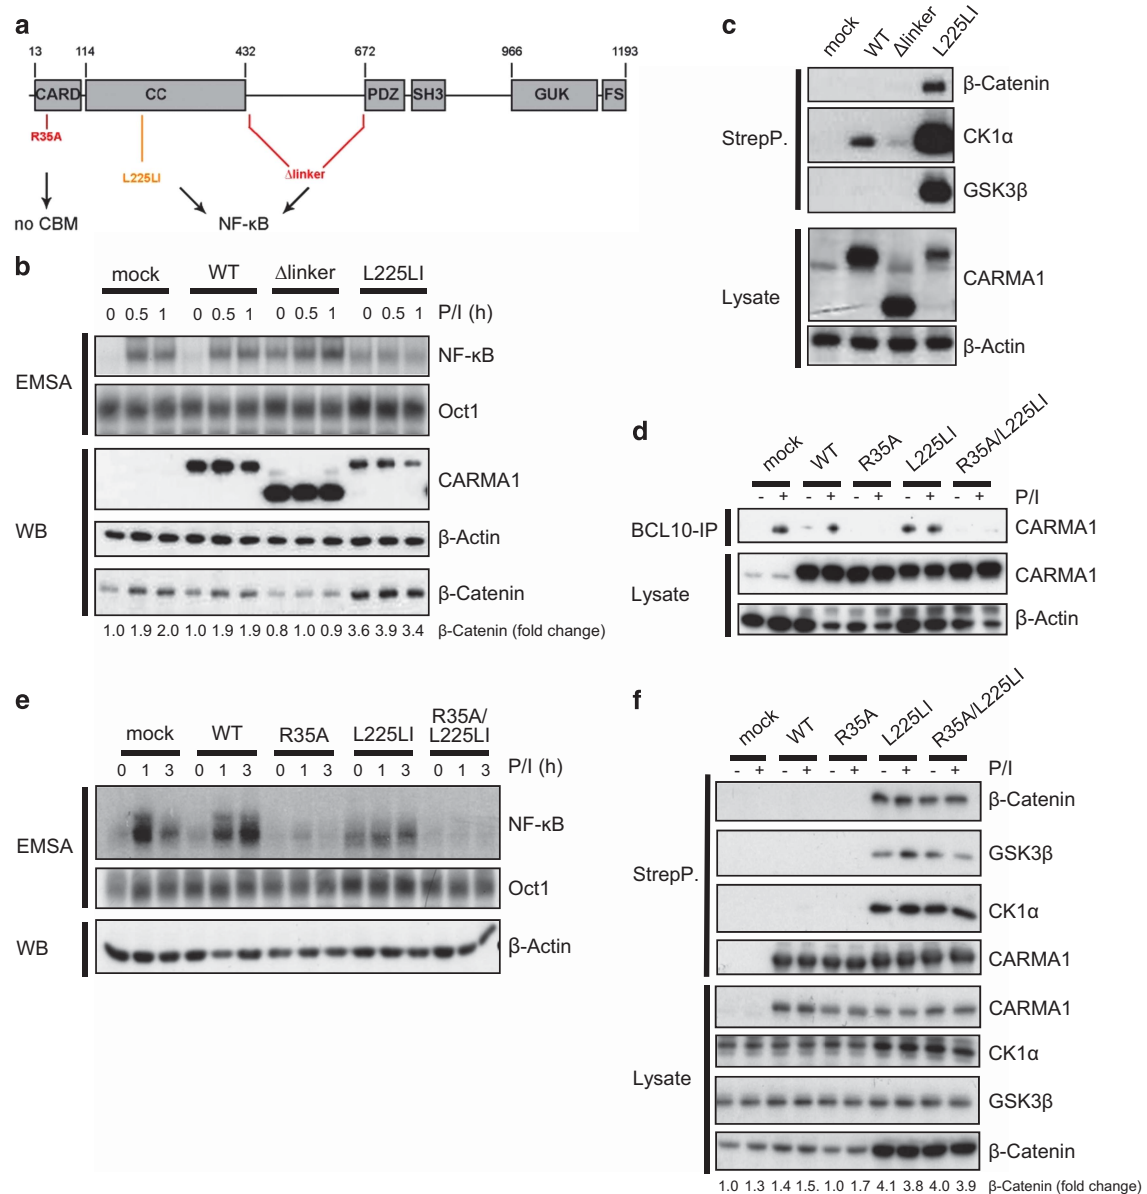 a
13 114 432 672 966 1193
CARD CC PDZ SH3 GUK FS
R35A
L225LI
Δlinker
no CBM
NF-κB
b
mock WT Δlinker L225LI
0 0.5 1 0 0.5 1 0 0.5 1 0 0.5 1 P/I (h)
EMSA
NF-κB
Oct1
WB
CARMA1
β-Actin
β-Catenin
1.0 1.9 2.0 1.0 1.9 1.9 0.8 1.0 0.9 3.6 3.9 3.4 β-Catenin (fold change)
c
mock WT Δlinker L225LI
StrepP.
β-Catenin
CK1α
GSK3β
Lysate
CARMA1
β-Actin
d
mock WT R35A L225LI R35A/L225LI
- + - + - + - + - + P/I
BCL10-IP
CARMA1
Lysate
CARMA1
β-Actin
e
mock WT R35A L225LI R35A/
L225LI
0 1 3 0 1 3 0 1 3 0 1 3 0 1 3 P/I (h)
EMSA
NF-κB
Oct1
WB
β-Actin
f
mock WT R35A L225LI R35A/L225LI
- + - + - + - + - + P/I
StrepP.
β-Catenin
GSK3β
CK1α
CARMA1
Lysate
CARMA1
CK1α
GSK3β
β-Catenin
1.0 1.3 1.4 1.5. 1.0 1.7 4.1 3.8 4.0 3.9 β-Catenin (fold change)